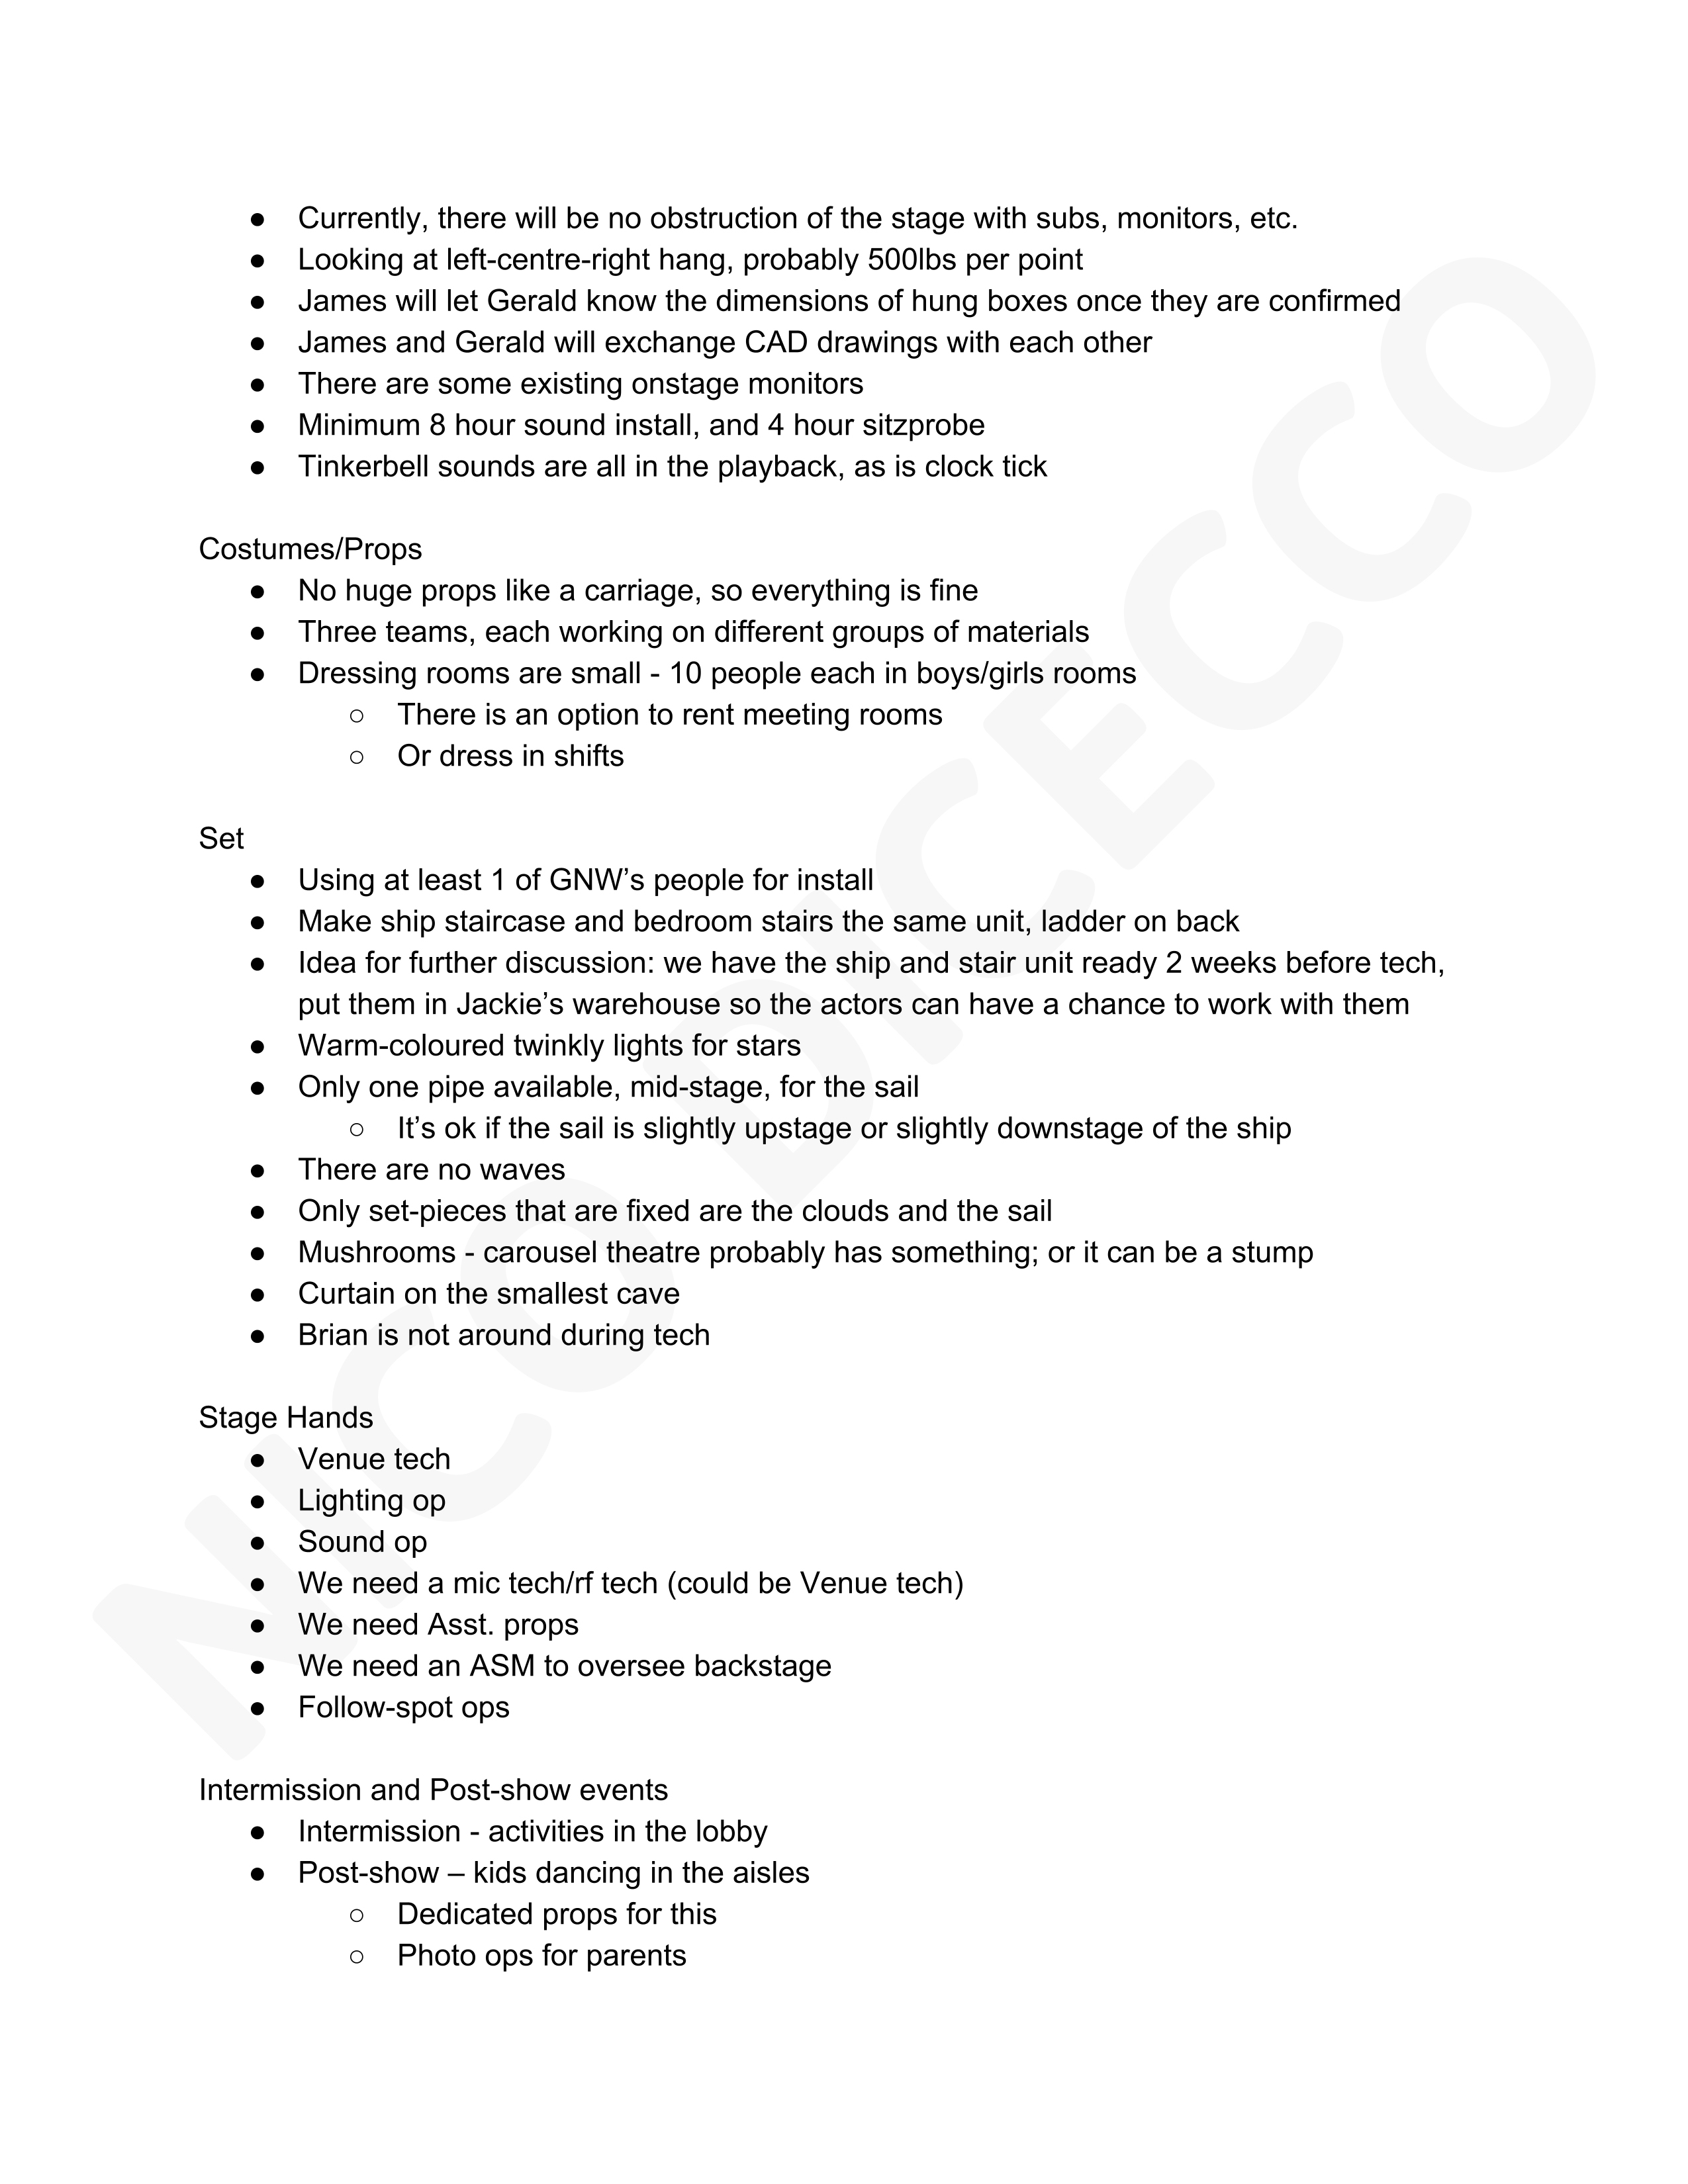 ● Currently, there will be no obstruction of the stage with subs, monitors, etc.
● Looking at left-centre-right hang, probably 500lbs per point
● James will let Gerald know the dimensions of hung boxes once they are confirmed
● James and Gerald will exchange CAD drawings with each other
● There are some existing onstage monitors
● Minimum 8 hour sound install, and 4 hour sitzprobe
● Tinkerbell sounds are all in the playback, as is clock tick
Costumes/Props
● No huge props like a carriage, so everything is fine
● Three teams, each working on different groups of materials
● Dressing rooms are small - 10 people each in boys/girls rooms
○ There is an option to rent meeting rooms
○ Or dress in shifts
Set
● Using at least 1 of GNW’s people for install
● Make ship staircase and bedroom stairs the same unit, ladder on back
● Idea for further discussion: we have the ship and stair unit ready 2 weeks before tech,
put them in Jackie’s warehouse so the actors can have a chance to work with them
● Warm-coloured twinkly lights for stars
● Only one pipe available, mid-stage, for the sail
○ It’s ok if the sail is slightly upstage or slightly downstage of the ship
● There are no waves
● Only set-pieces that are fixed are the clouds and the sail
● Mushrooms - carousel theatre probably has something; or it can be a stump
● Curtain on the smallest cave
● Brian is not around during tech
Stage Hands
● Venue tech
● Lighting op
● Sound op
● We need a mic tech/rf tech (could be Venue tech)
● We need Asst. props
● We need an ASM to oversee backstage
● Follow-spot ops
Intermission and Post-show events
● Intermission - activities in the lobby
● Post-show – kids dancing in the aisles
○ Dedicated props for this
○ Photo ops for parents
NICO DICECCO